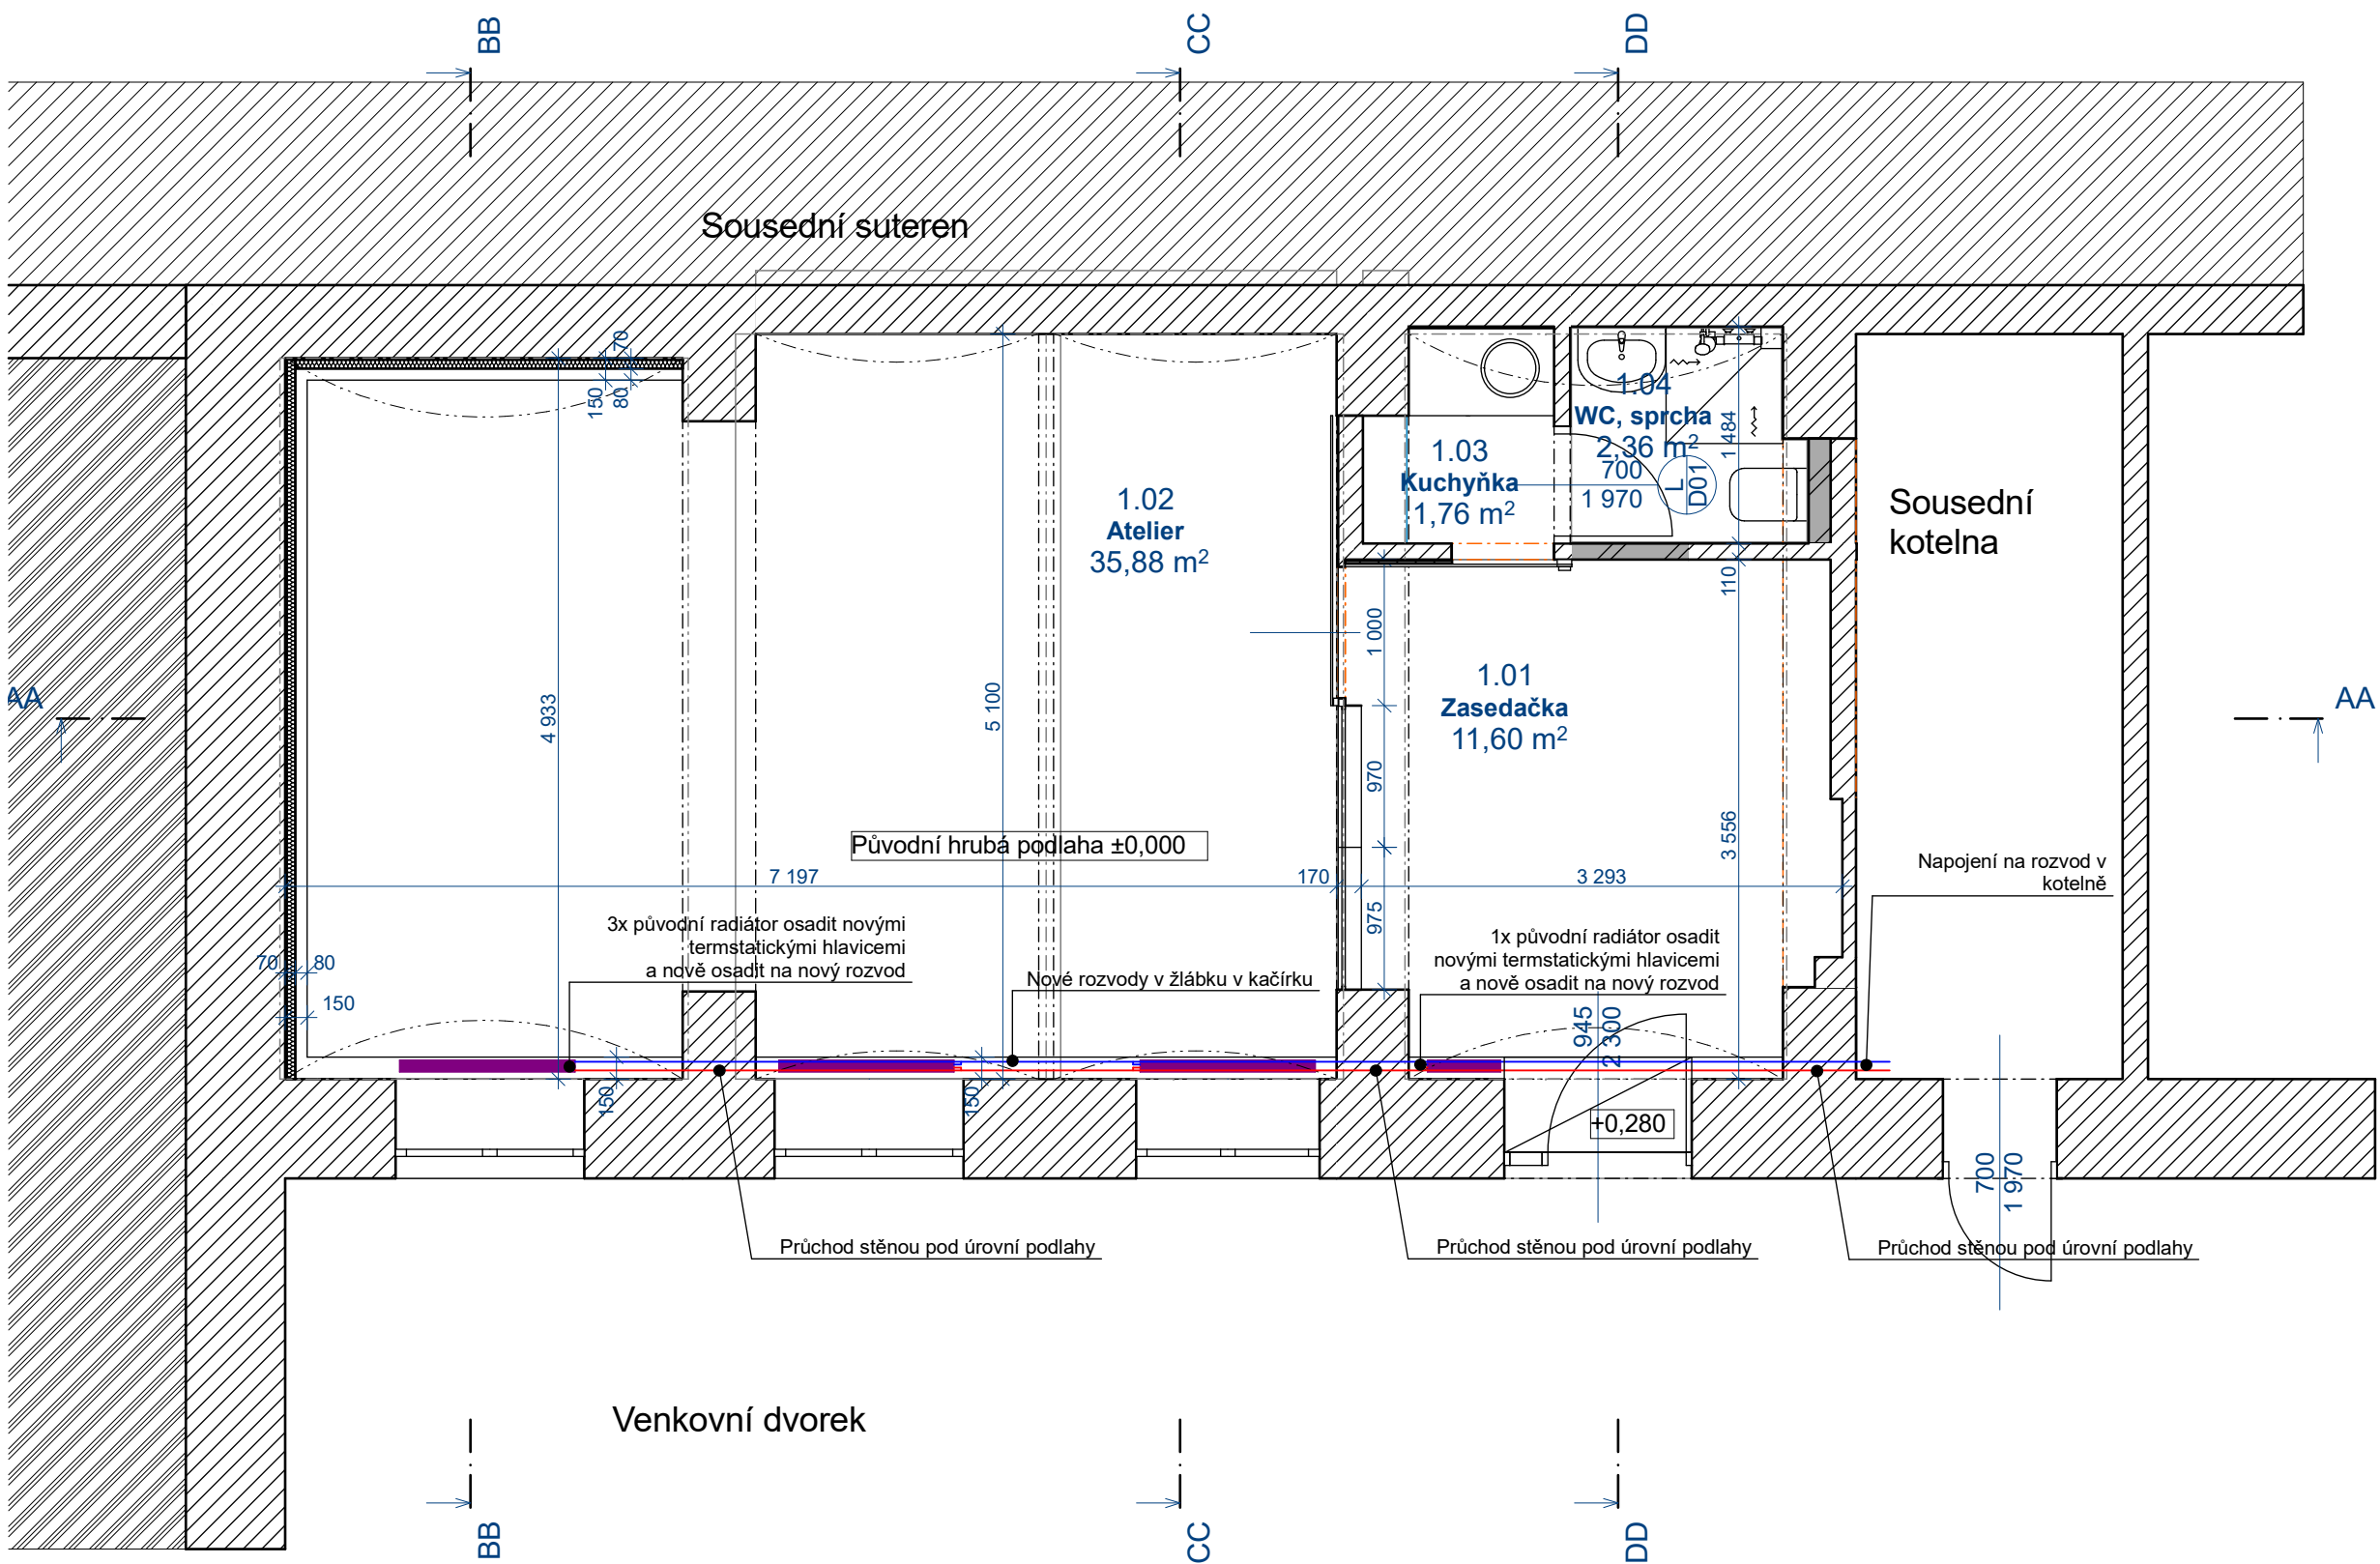 BB
CC
DD
Sousední suteren
70
150
80
1.04
WC, sprcha
2,36 m²
1 484
1.03
Kuchyňka
1,76 m²
700
1 970
L
D01
1.02
Atelier
35,88 m²
Sousední
kotelna
110
1 000
1.01
Zasedačka
11,60 m²
AA
AA
4 933
5 100
970
3 556
Původní hrubá podlaha ±0,000
7 197
170
3 293
975
Napojení na rozvod v
kotelně
3x původní radiátor osadit novými
termstatickými hlavicemi
a nově osadit na nový rozvod
Nové rozvody v žlábku v kačírku
1x původní radiátor osadit
novými termstatickými hlavicemi
a nově osadit na nový rozvod
70
80
150
945
2 300
150
150
+0,280
700
1 970
Průchod stěnou pod úrovní podlahy
Průchod stěnou pod úrovní podlahy
Průchod stěnou pod úrovní podlahy
Venkovní dvorek
BB
CC
DD